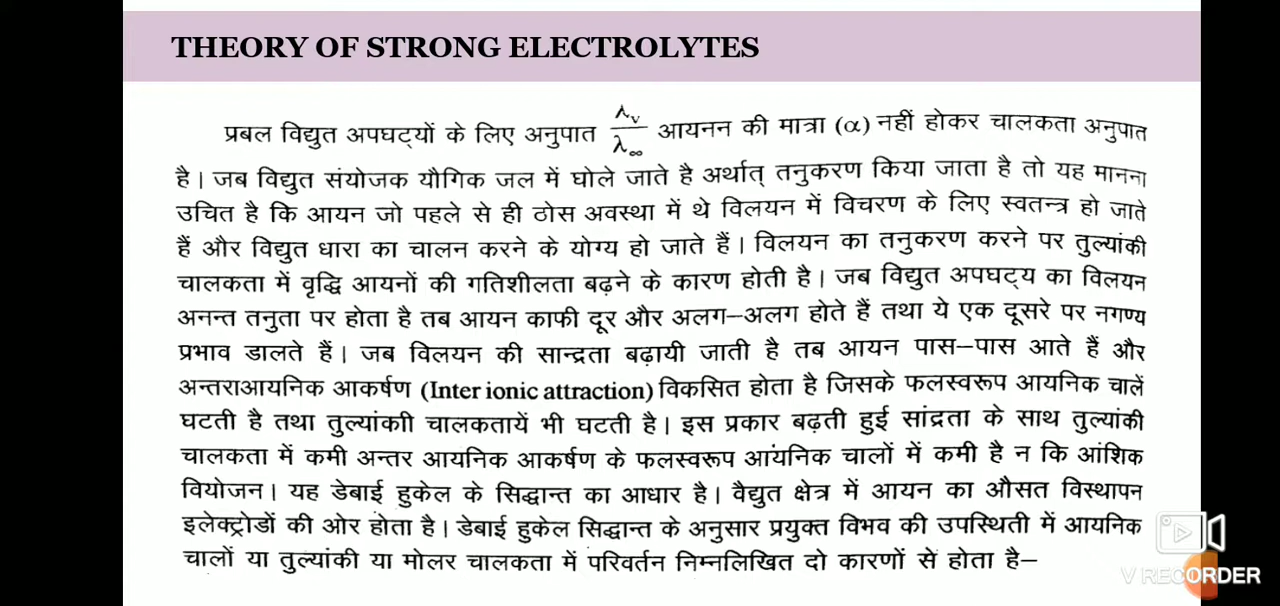 THEORY OF STRONG ELECTROLYTES
प्रबल विद्युत अपघट्यों के लिए अनुपात λv/λ∞ आयनन की मात्रा (α) नहीं होकर चालकता अनुपात
है। जब विद्युत संयोजक यौगिक जल में घोले जाते है अर्थात् तनुकरण किया जाता है तो यह मानना
उचित है कि आयन जो पहले से ही ठोस अवस्था में थे विलयन में विचरण के लिए स्वतन्त्र हो जाते
हैं और विद्युत धारा का चालन करने के योग्य हो जाते हैं। विलयन का तनुकरण करने पर तुल्यांकी
चालकता में वृद्धि आयनों की गतिशीलता बढ़ने के कारण होती है। जब विद्युत अपघट्य का विलयन
अनन्त तनुता पर होता है तब आयन काफी दूर और अलग–अलग होते हैं तथा ये एक दूसरे पर नगण्य
प्रभाव डालते हैं। जब विलयन की सान्द्रता बढ़ायी जाती है तब आयन पास–पास आते हैं और
अन्तराआयनिक आकर्षण (Inter ionic attraction) विकसित होता है जिसके फलस्वरूप आयनिक चालें
घटती है तथा तुल्यांकाी चालकतायें भी घटती है। इस प्रकार बढ़ती हुई सांद्रता के साथ तुल्यांकी
चालकता में कमी अन्तर आयनिक आकर्षण के फलस्वरूप आयनिक चालों में कमी है न कि आंशिक
वियोजन। यह डेबाई हुकेल के सिद्धान्त का आधार है। वैद्युत क्षेत्र में आयन का औसत विस्थापन
इलेक्ट्रोडों की ओर होता है। डेबाई हुकेल सिद्धान्त के अनुसार प्रयुक्त विभव की उपस्थिती में आयनिक
चालों या तुल्यांकी या मोलर चालकता में परिवर्तन निम्नलिखित दो कारणों से होता है–
V RECORDER